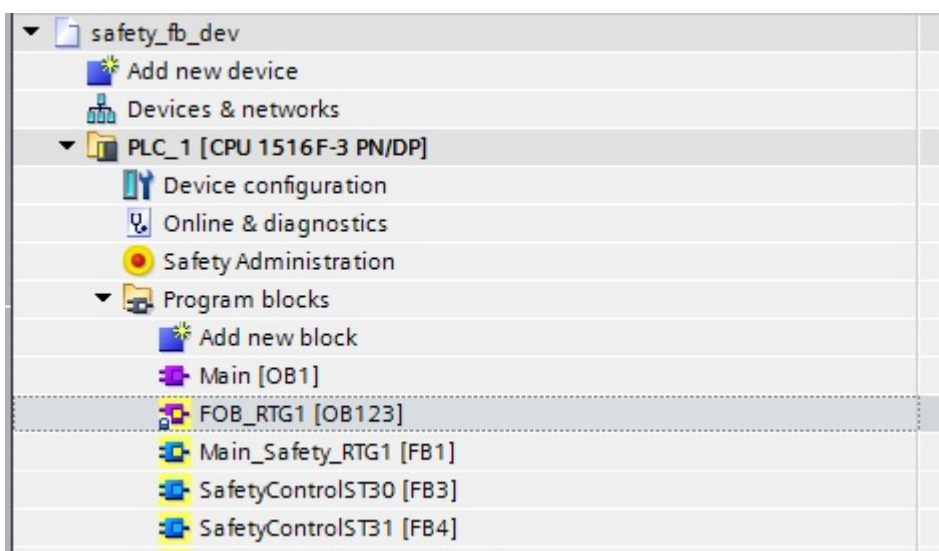 safety_fb_dev
Add new device
Devices & networks
PLC_1 [CPU 1516F-3 PN/DP]
Device configuration
Online & diagnostics
Safety Administration
Program blocks
Add new block
Main [OB1]
FOB_RTG1 [OB123]
Main_Safety_RTG1 [FB1]
SafetyControlST30 [FB3]
SafetyControlST31 [FB4]